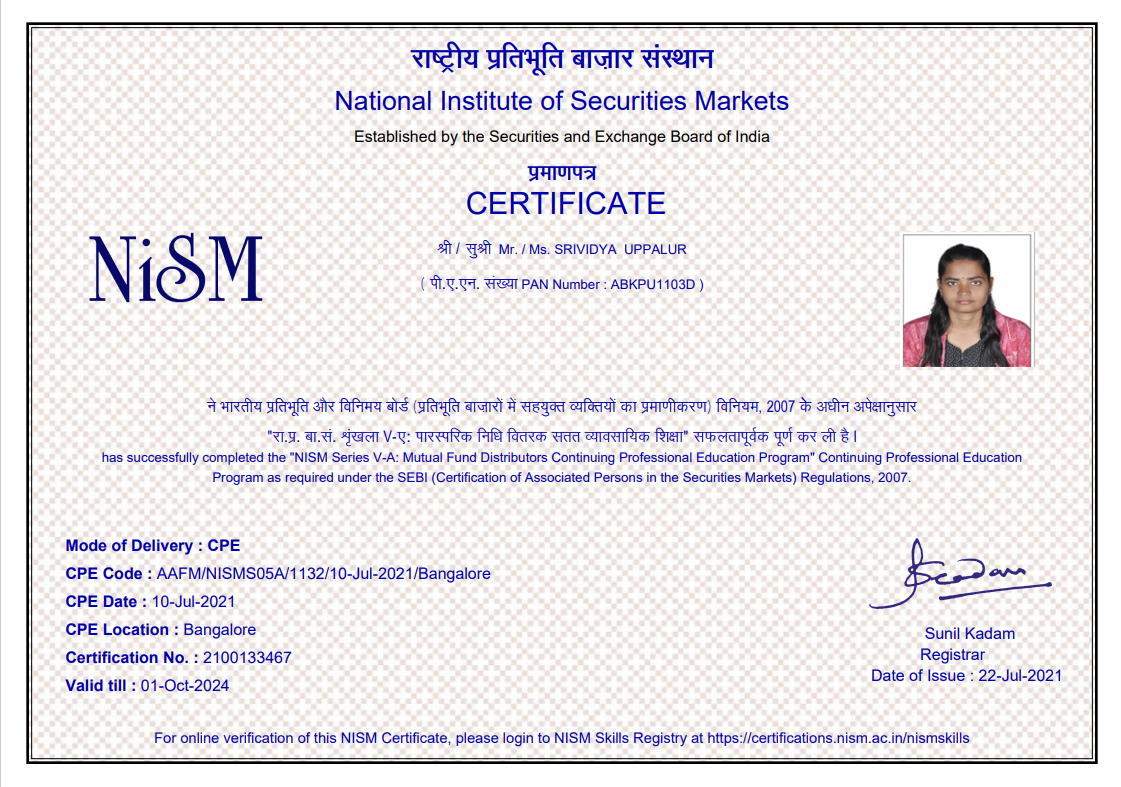 राष्ट्रीय प्रतिभूति बाज़ार संस्थान
National Institute of Securities Markets
Established by the Securities and Exchange Board of India
प्रमाणपत्र
CERTIFICATE
NiSM
श्री / सुश्री Mr. / Ms. SRIVIDYA UPPALUR
( पी.ए.एन. संख्या PAN Number : ABKPU1103D )
ने भारतीय प्रतिभूति और विनिमय बोर्ड (प्रतिभूति बाजारों में सहयुक्त व्यक्तियों का प्रमाणीकरण) विनियम, 2007 के अधीन अपेक्षानुसार
"रा.प्र. बा.सं. शृंखला V-ए: पारस्परिक निधि वितरक सतत व्यावसायिक शिक्षा" सफलतापूर्वक पूर्ण कर ली है ।
has successfully completed the "NISM Series V-A: Mutual Fund Distributors Continuing Professional Education Program" Continuing Professional Education
Program as required under the SEBI (Certification of Associated Persons in the Securities Markets) Regulations, 2007.
Mode of Delivery : CPE
CPE Code : AAFM/NISMS05A/1132/10-Jul-2021/Bangalore
CPE Date : 10-Jul-2021
CPE Location : Bangalore
Certification No. : 2100133467
Valid till : 01-Oct-2024
SKadam
Sunil Kadam
Registrar
Date of Issue : 22-Jul-2021
For online verification of this NISM Certificate, please login to NISM Skills Registry at https://certifications.nism.ac.in/nismskills